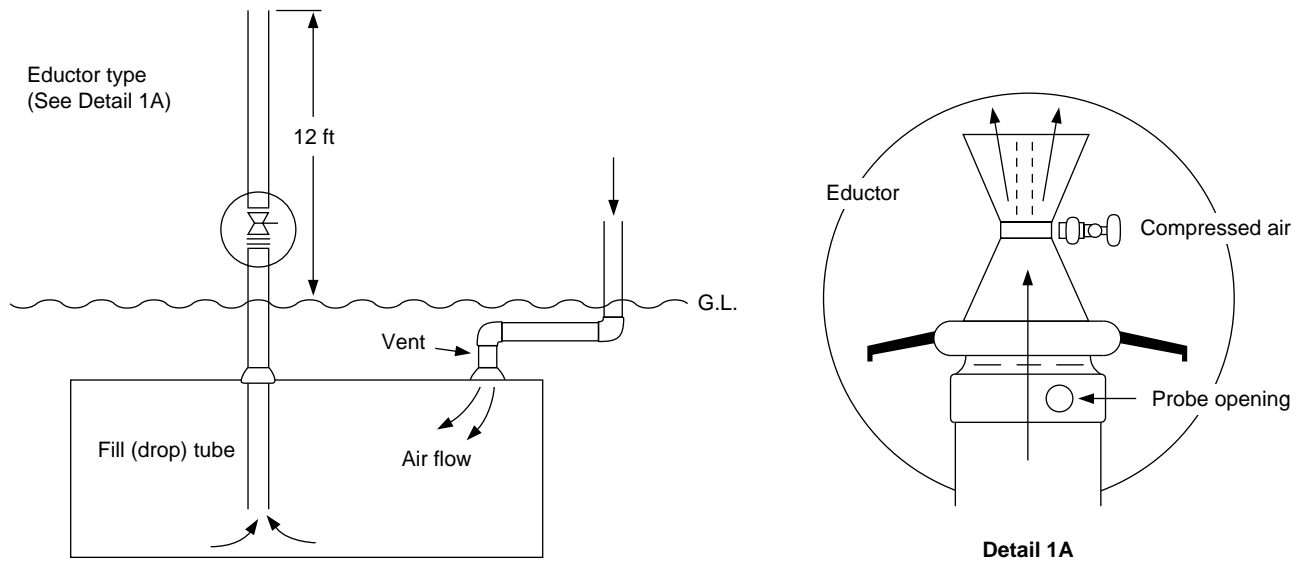 Eductor type
(See Detail 1A)
12 ft
G.L.
Vent
Fill (drop) tube
Air flow
Eductor
Compressed air
Probe opening
Detail 1A